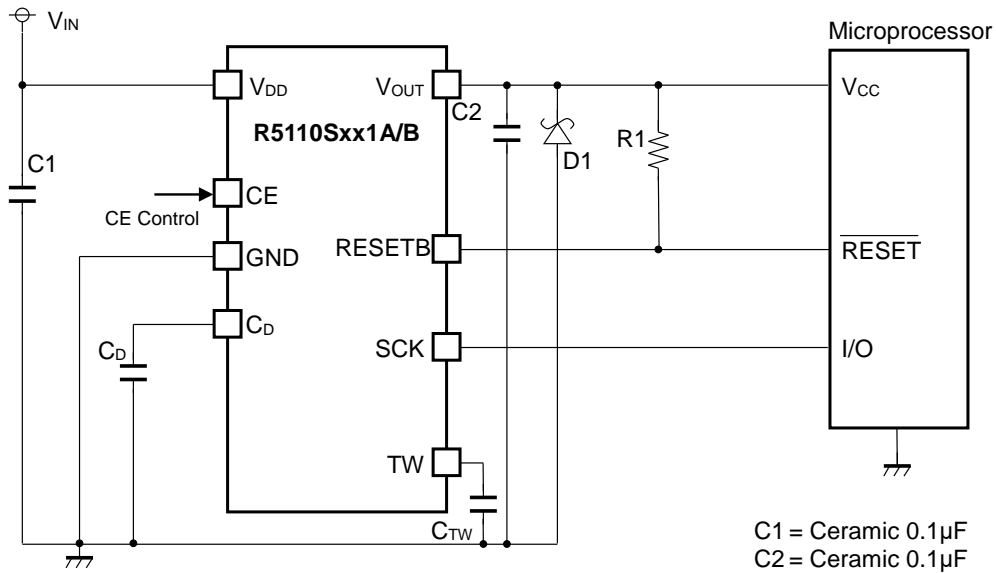 VIN
Microprocessor
VDD
VOUT
C2
VCC
R5110Sxx1A/B
R1
D1
C1
CE
CE Control
GND
RESETB
RESET
CD
CD
SCK
I/O
TW
CTW
C1 = Ceramic 0.1µF
C2 = Ceramic 0.1µF